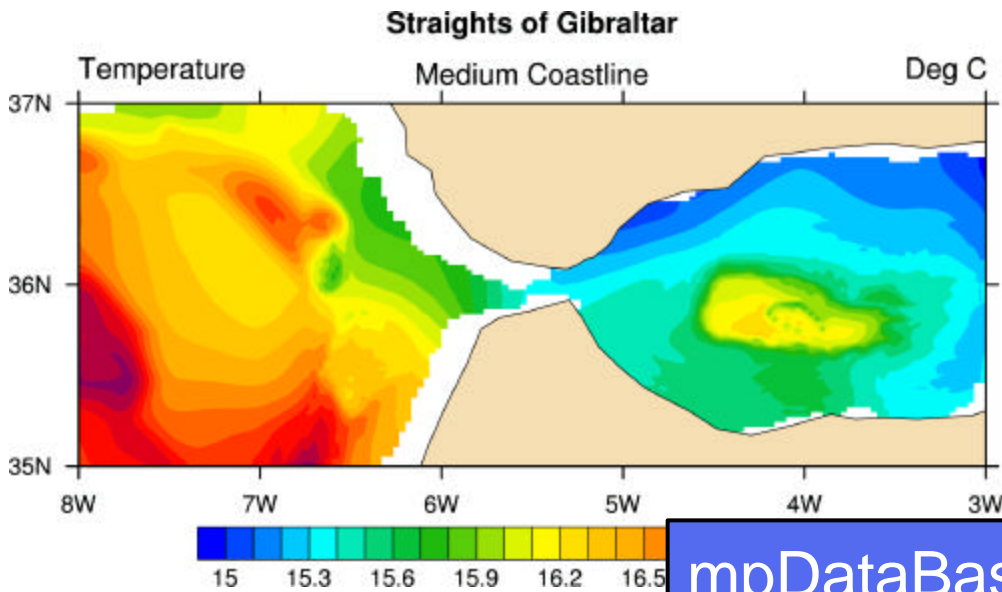 Straights of Gibraltar
Temperature Medium Coastline Deg C
37N
36N
35N
8W 7W 6W 5W 4W 3W
15 15.3 15.6 15.9 16.2 16.5
mpDataBas